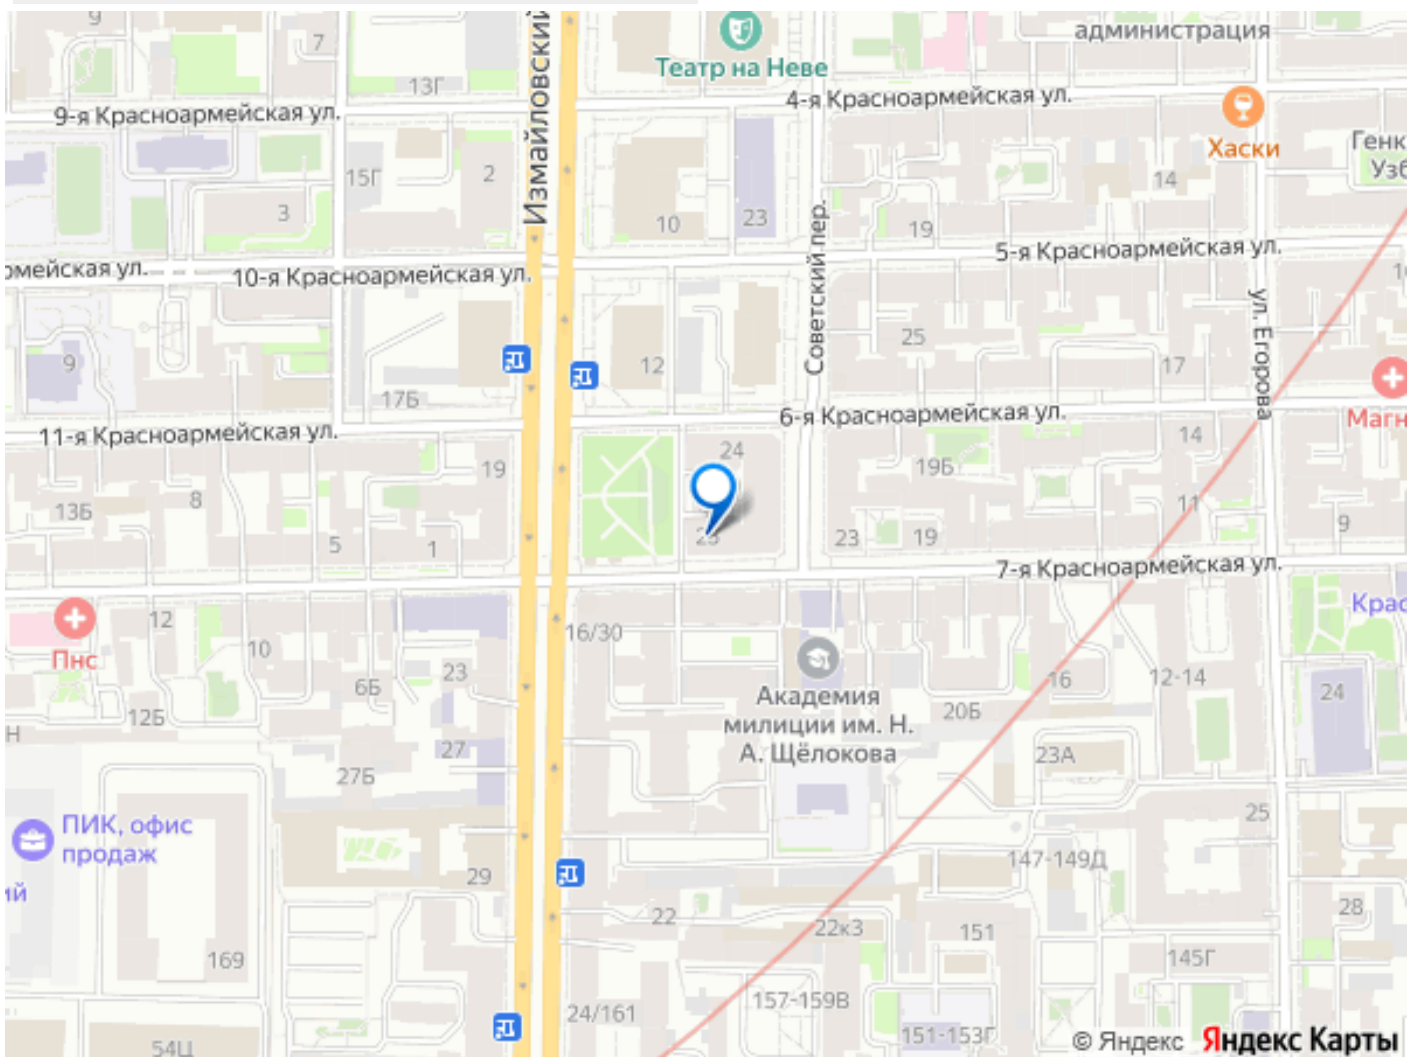 9
7
13Г
Измайловский
Театр на Неве
администрация
9-я Красноармейская ул.
4-я Красноармейская ул.
Хаски
Генк
Узб
15Г
2
3
10
23
14
19
Советский пер.
5-я Красноармейская ул.
рмейская ул.
10-я Красноармейская ул.
ул. Егорова
25
9
12
17
17Б
Магн
6-я Красноармейская ул.
11-я Красноармейская ул.
14
24
19
19Б
8
13Б
11
9
5
1
23
19
7-я Красноармейская ул.
Крас
12
16/30
10
Пнс
23
6Б
16
12-14
24
Академия
милиции им. Н.
А. Щёлокова
12Б
20Б
Н
27
23А
27Б
25
ПИК, офис
продаж
147-149Д
29
ий
22
28
22к3
151
169
145Г
157-159В
24/161
151-153Г
54Ц
© Яндекс Яндекс Карты